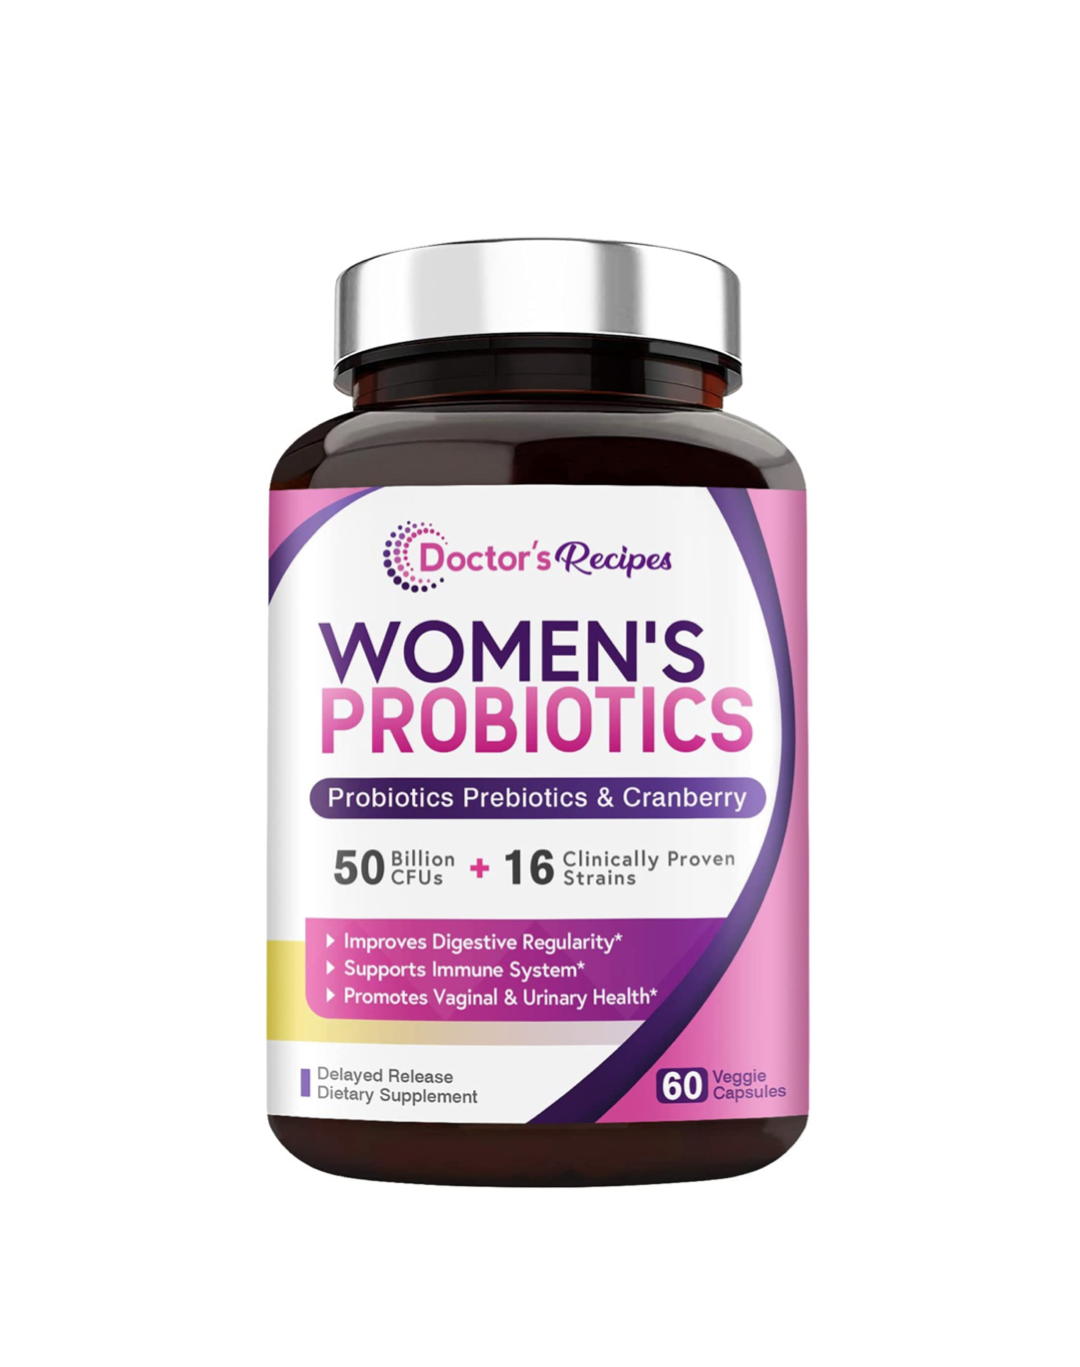 Doctor's Recipes
WOMEN'S
PROBIOTICS
Probiotics Prebiotics & Cranberry
50 Billion CFUs + 16 Clinically Proven Strains
Improves Digestive Regularity*
Supports Immune System*
Promotes Vaginal & Urinary Health*
Delayed Release
Dietary Supplement
60 Veggie Capsules